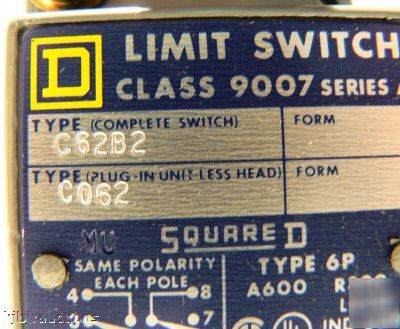 D
LIMIT SWITCH
CLASS 9007 SERIES
TYPE (COMPLETE SWITCH) FORM
C62B2
TYPE (PLUG-IN UNIT LESS HEAD) FORM
CO62
MU SQUARE D
SAME POLARITY TYPE 6P
EACH POLE A600
4 8
7